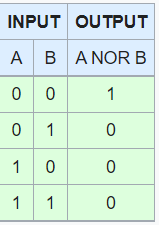 INPUT OUTPUT
A B A NOR B
0 0 1
0 1 0
1 0 0
1 1 0